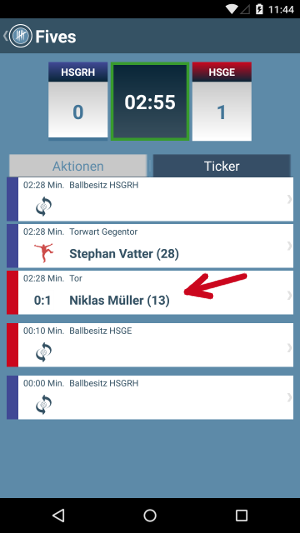 11:44
Fives
HSGRH
02:55
HSGE
0
1
Aktionen
Ticker
02:28 Min. Ballbesitz HSGRH
02:28 Min. Torwart Gegentor
Stephan Vatter (28)
02:28 Min. Tor
0:1 Niklas Müller (13)
00:10 Min. Ballbesitz HSGE
00:00 Min. Ballbesitz HSGRH